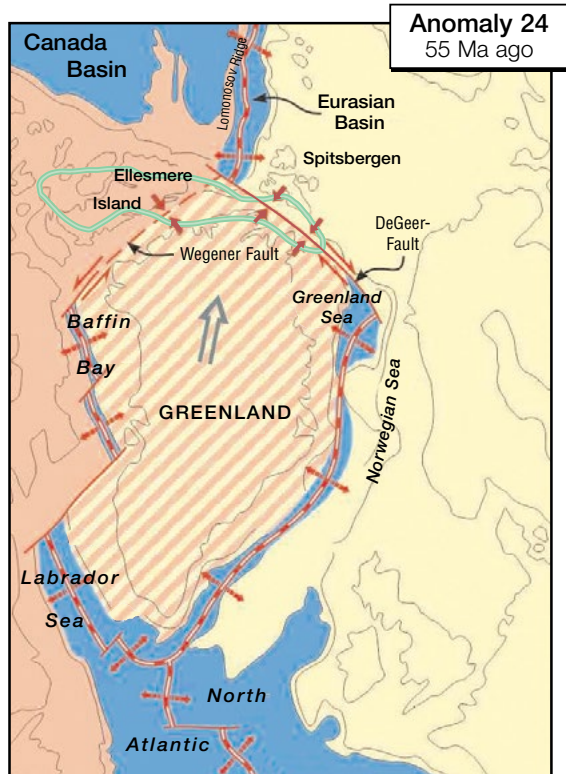 Anomaly 24
55 Ma ago
Canada
Basin
Lomonosov Ridge
Eurasian
Basin
Spitsbergen
Ellesmere
Island
DeGeer-
Fault
Wegener Fault
Greenland
Sea
Baffin
Bay
GREENLAND
Norwegian Sea
Labrador
Sea
North
Atlantic